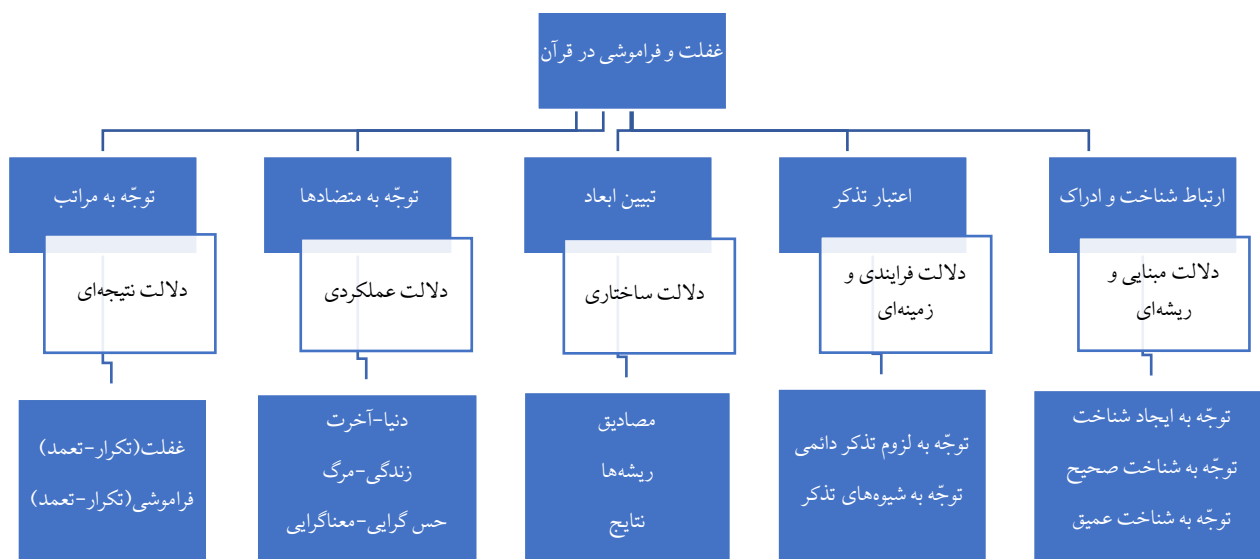 غفلت و فراموشی در قرآن
ارتباط شناخت و ادراک
اعتبار تذکر
تبیین ابعاد
توجّه به متضادها
توجّه به مراتب
دلالت مبنایی و
ریشه‌ای
دلالت فرایندی و
زمینه‌ای
دلالت ساختاری
دلالت عملکردی
دلالت نتیجه‌ای
توجّه به ایجاد شناخت
توجّه به شناخت صحیح
توجّه به شناخت عمیق
توجّه به لزوم تذکر دائمی
توجّه به شیوه‌های تذکر
مصادیق
ریشه‌ها
نتایج
دنیا-آخرت
زندگی-مرگ
حس گرایی-معناگرایی
غفلت(تکرار-تعمد)
فراموشی(تکرار-تعمد)